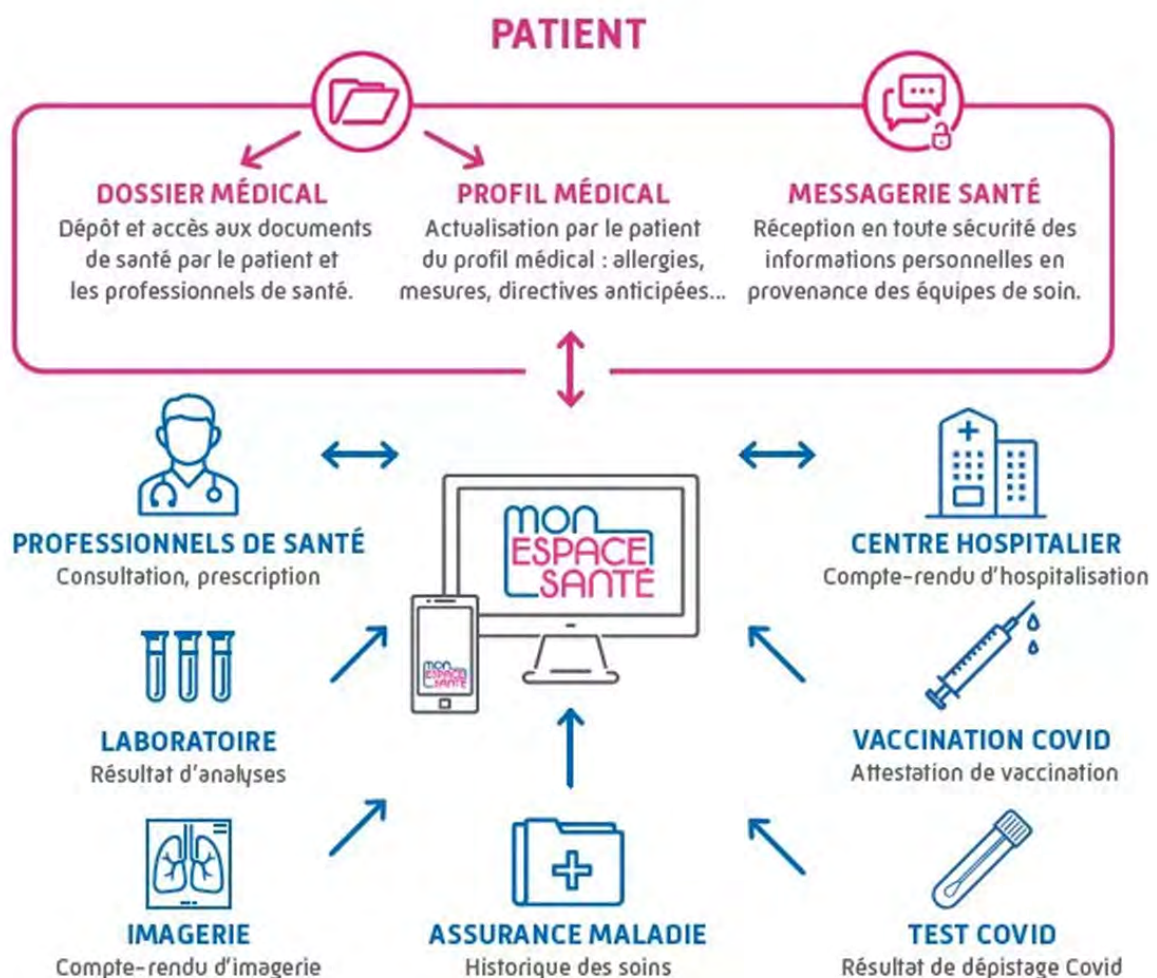 PATIENT
DOSSIER MÉDICAL
Dépôt et accès aux documents
de santé par le patient et
les professionnels de santé.
PROFIL MÉDICAL
Actualisation par le patient
du profil médical : allergies,
mesures, directives anticipées...
MESSAGERIE SANTÉ
Réception en toute sécurité des
informations personnelles en
provenance des équipes de soin.
PROFESSIONNELS DE SANTÉ
Consultation, prescription
mon
ESPACE
SANTÉ
mon
ESPACE
SANTÉ
CENTRE HOSPITALIER
Compte-rendu d'hospitalisation
LABORATOIRE
Résultat d'analyses
VACCINATION COVID
Attestation de vaccination
IMAGERIE
Compte-rendu d'imagerie
ASSURANCE MALADIE
Historique des soins
TEST COVID
Résultat de dépistage Covid